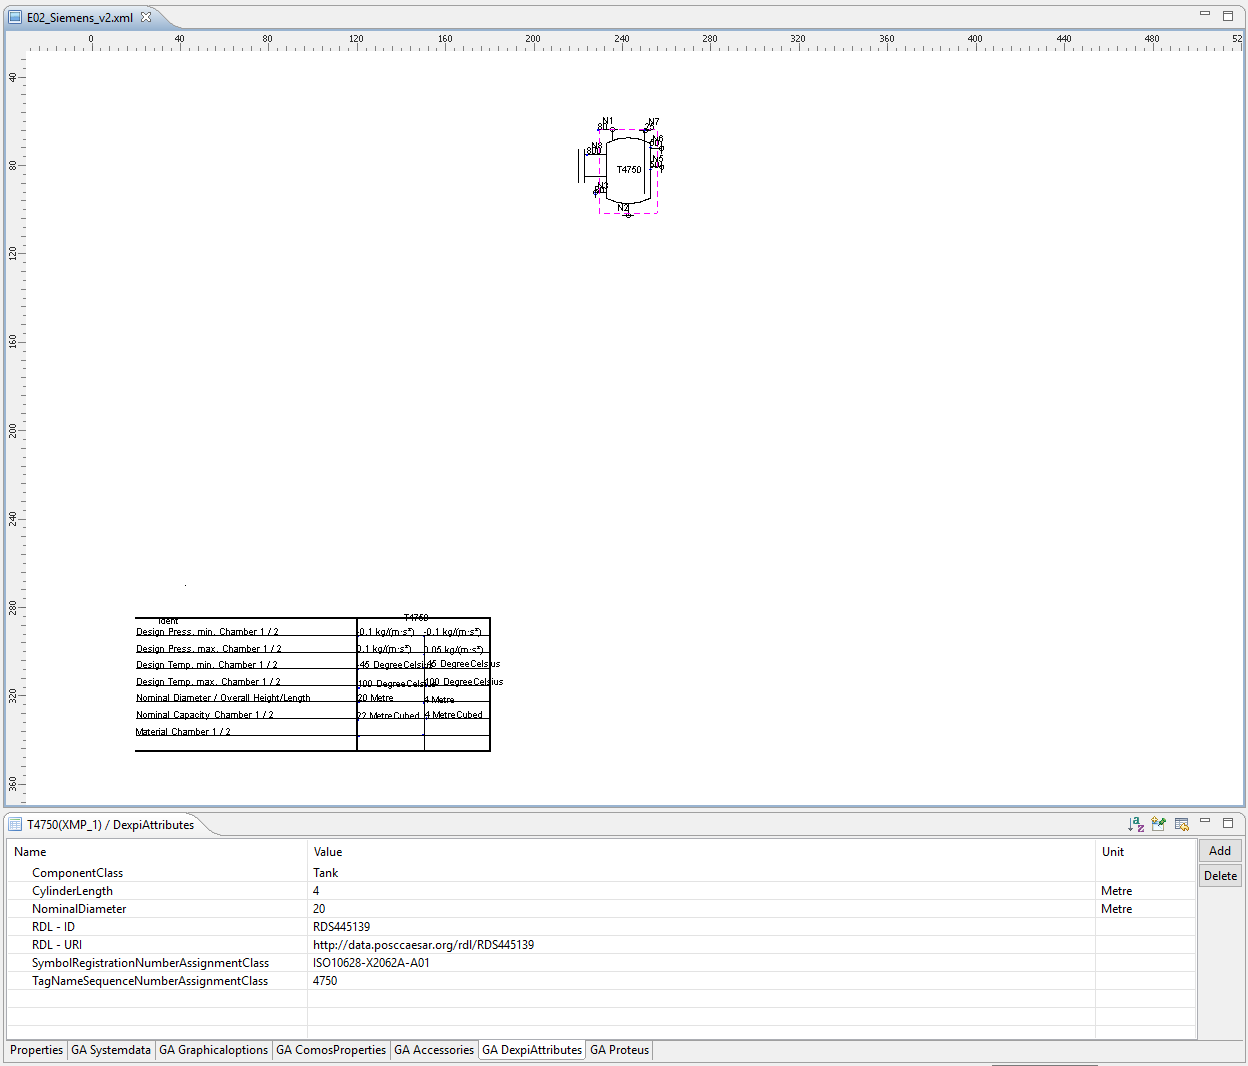 E02_Siemens_v2.xml
0 40 80 120 160 200 240 280 320 360 400 440 480 52
40
80
120
160
200
240
280
320
360
N1
80
N7
25
N6
N8
800
N5
T4750
N3
N2
Ident T4750
Design Press. min. Chamber 1 / 2 -0.1 kg/(m·s²) -0.1 kg/(m·s²)
Design Press. max. Chamber 1 / 2 0.1 kg/(m·s²) 0.05 kg/(m·s²)
Design Temp. min. Chamber 1 / 2 -45 DegreeCelsius -45 DegreeCelsius
Design Temp. max. Chamber 1 / 2 100 DegreeCelsius 100 DegreeCelsius
Nominal Diameter / Overall Height/Length 20 Metre 4 Metre
Nominal Capacity Chamber 1 / 2 22 MetreCubed 4 MetreCubed
Material Chamber 1 / 2
T4750(XMP_1) / DexpiAttributes
Name Value Unit
Add
ComponentClass Tank
Delete
CylinderLength 4 Metre
NominalDiameter 20 Metre
RDL - ID RDS445139
RDL - URI http://data.posccaesar.org/rdl/RDS445139
SymbolRegistrationNumberAssignmentClass ISO10628-X2062A-A01
TagNameSequenceNumberAssignmentClass 4750
Properties GA Systemdata GA Graphicaloptions GA ComosProperties GA Accessories GA DexpiAttributes GA Proteus